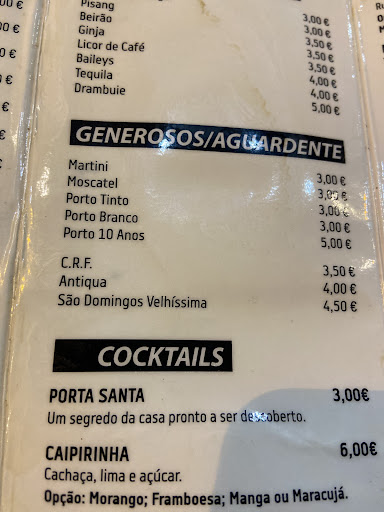 Pisang
Beirão 3,00 €
Ginja 3,00 €
Licor de Café 3,50 €
Baileys 3,50 €
Tequila 4,00 €
Drambuie 4,00 €
5,00 €
GENEROSOS/AGUARDENTE
Martini 3,00 €
Moscatel 3,00 €
Porto Tinto 3,00 €
Porto Branco 3,00 €
Porto 10 Anos 5,00 €
C.R.F. 3,50 €
Antiqua 4,00 €
São Domingos Velhíssima 4,50 €
COCKTAILS
PORTA SANTA 3,00€
Um segredo da casa pronto a ser descoberto.
CAIPIRINHA 6,00€
Cachaça, lima e açúcar.
Opção: Morango; Framboesa; Manga ou Maracujá.